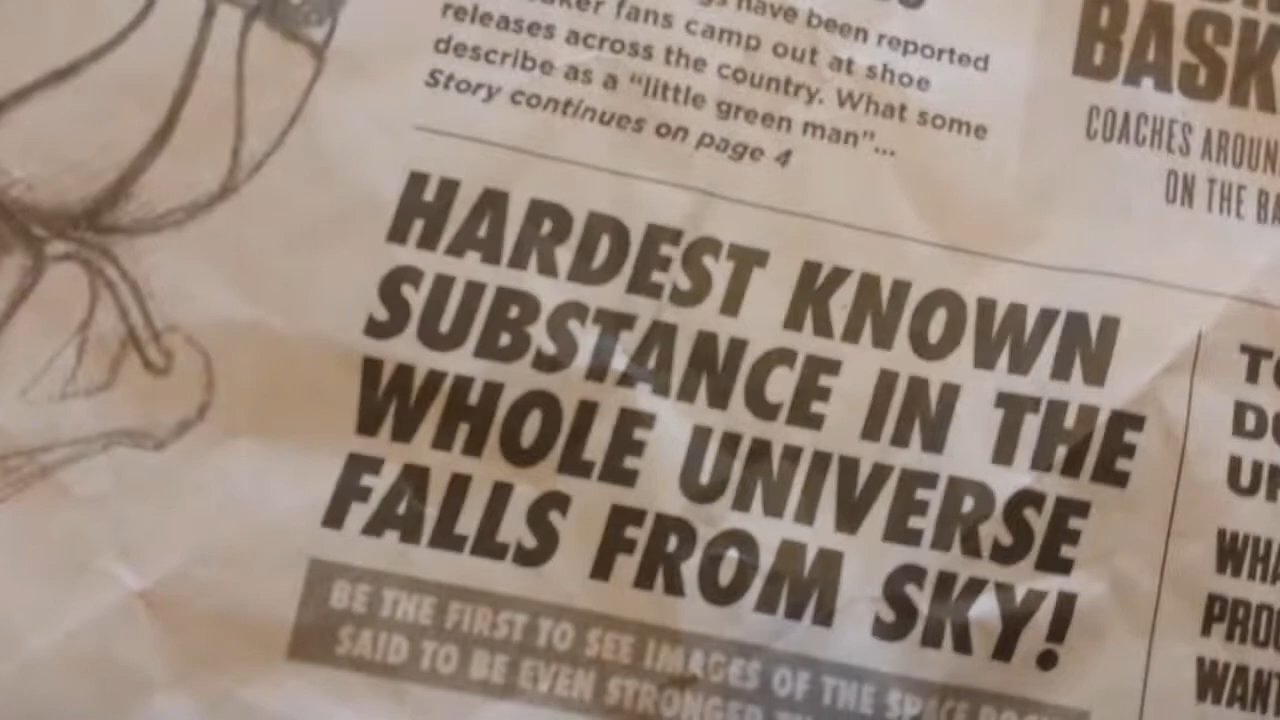 have been reported
fans camp out at shoe
releases across the country. What some
describe as a “little green man”...
Story continues on page 4
BASK
COACHES AROUN
ON THE BA
HARDEST KNOWN
SUBSTANCE IN THE
WHOLE UNIVERSE
FALLS FROM SKY!
BE THE FIRST TO SEE IMAGES OF THE SPACE
SAID TO BE EVEN STRONGER
WHA
PRO
WANT